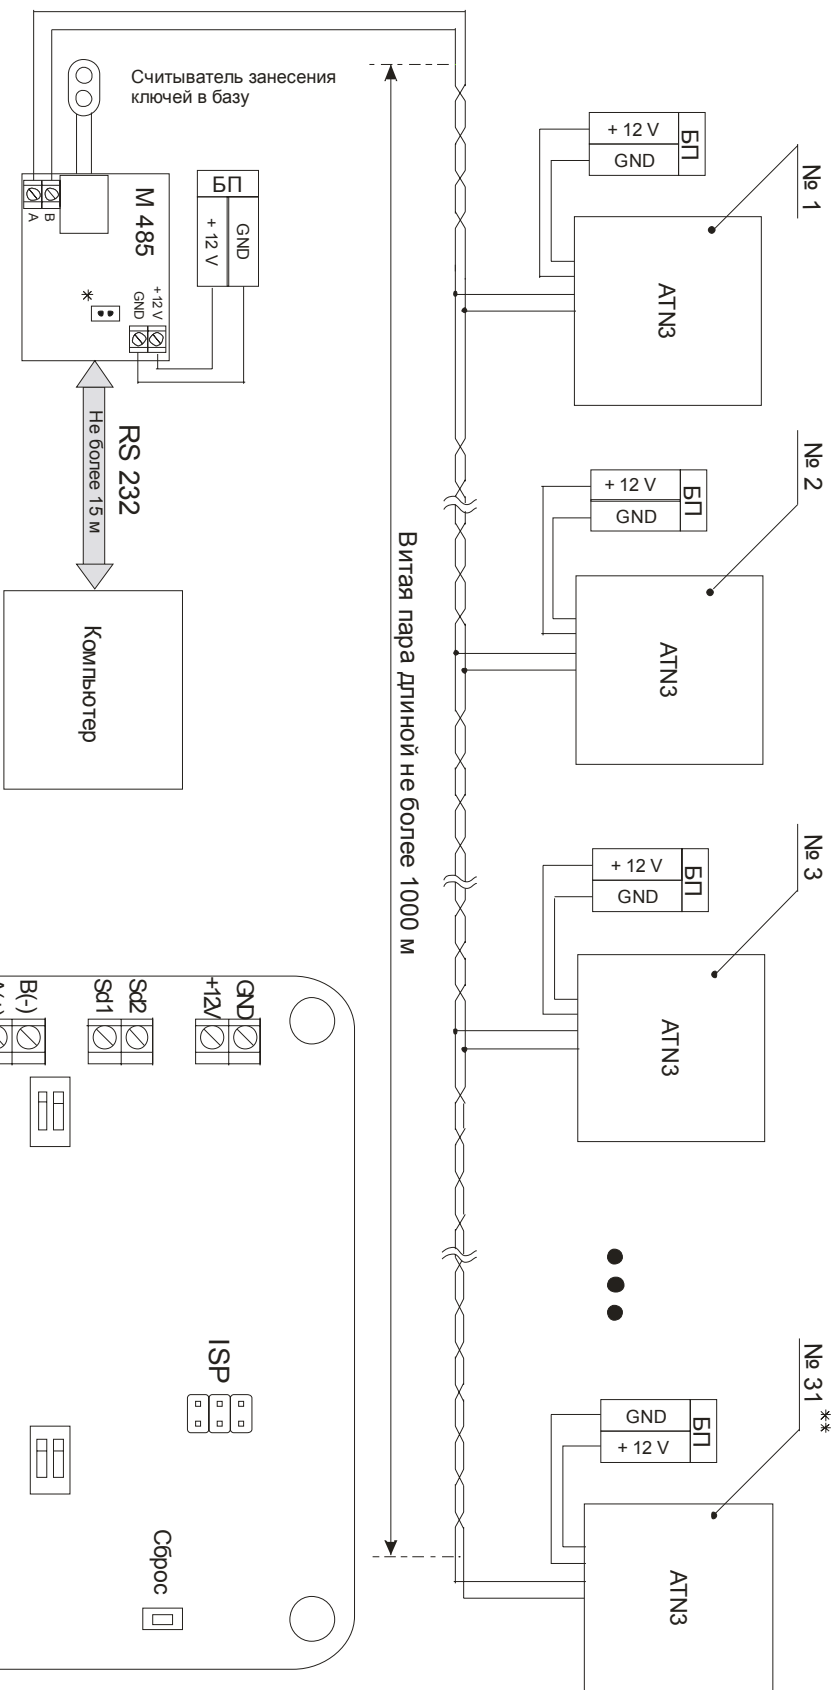 Считыватель занесения
ключей в базу
БП
+ 12 V
GND
№ 1
ATN3
БП
+ 12 V
GND
M 485
A
B
*
GND
+12 V
RS 232
Не более 15 м
Компьютер
Витая пара длиной не более 1000 м
БП
+ 12 V
GND
№ 2
ATN3
БП
+ 12 V
GND
№ 3
ATN3
БП
GND
+ 12 V
№ 31 **
ATN3
GND
+12V
Sd2
Sd1
B(-)
ISP
Сброс